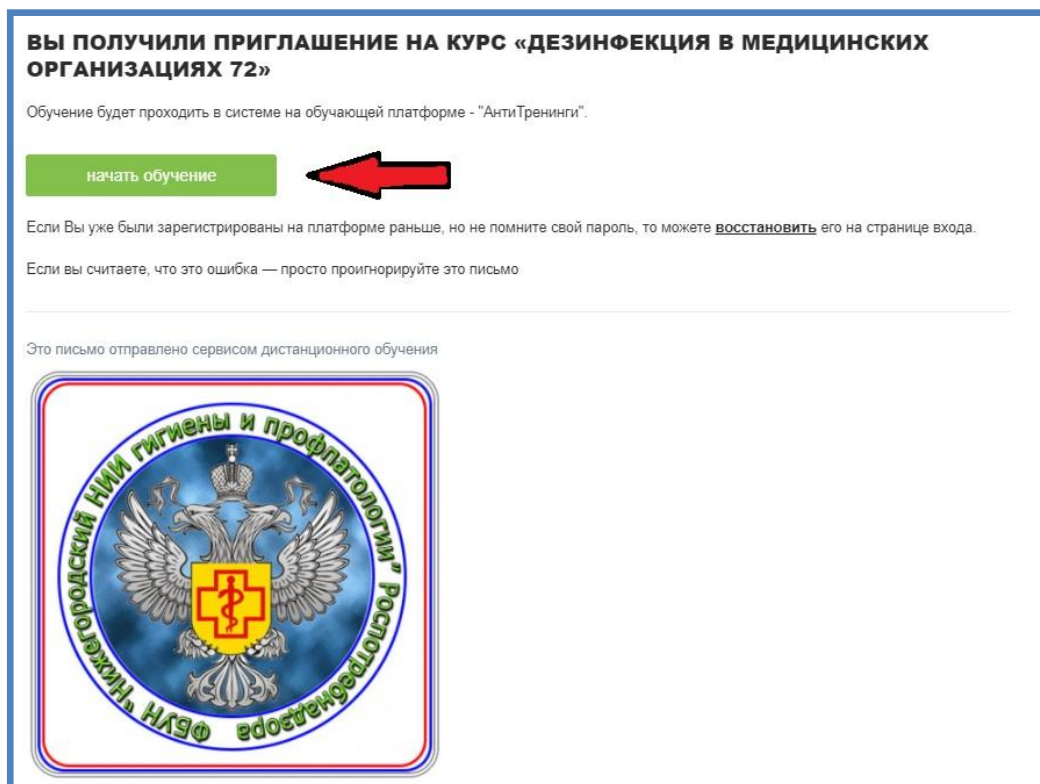 ВЫ ПОЛУЧИЛИ ПРИГЛАШЕНИЕ НА КУРС «ДЕЗИНФЕКЦИЯ В МЕДИЦИНСКИХ
ОРГАНИЗАЦИЯХ 72»
Обучение будет проходить в системе на обучающей платформе - "АнтиТренинги".
начать обучение
Если Вы уже были зарегистрированы на платформе раньше, но не помните свой пароль, то можете восстановить его на странице входа.
Если вы считаете, что это ошибка — просто проигнорируйте это письмо
Это письмо отправлено сервисом дистанционного обучения
ФБУН "Нижегородский НИИ гигиены и профпатологии" Роспотребнадзора